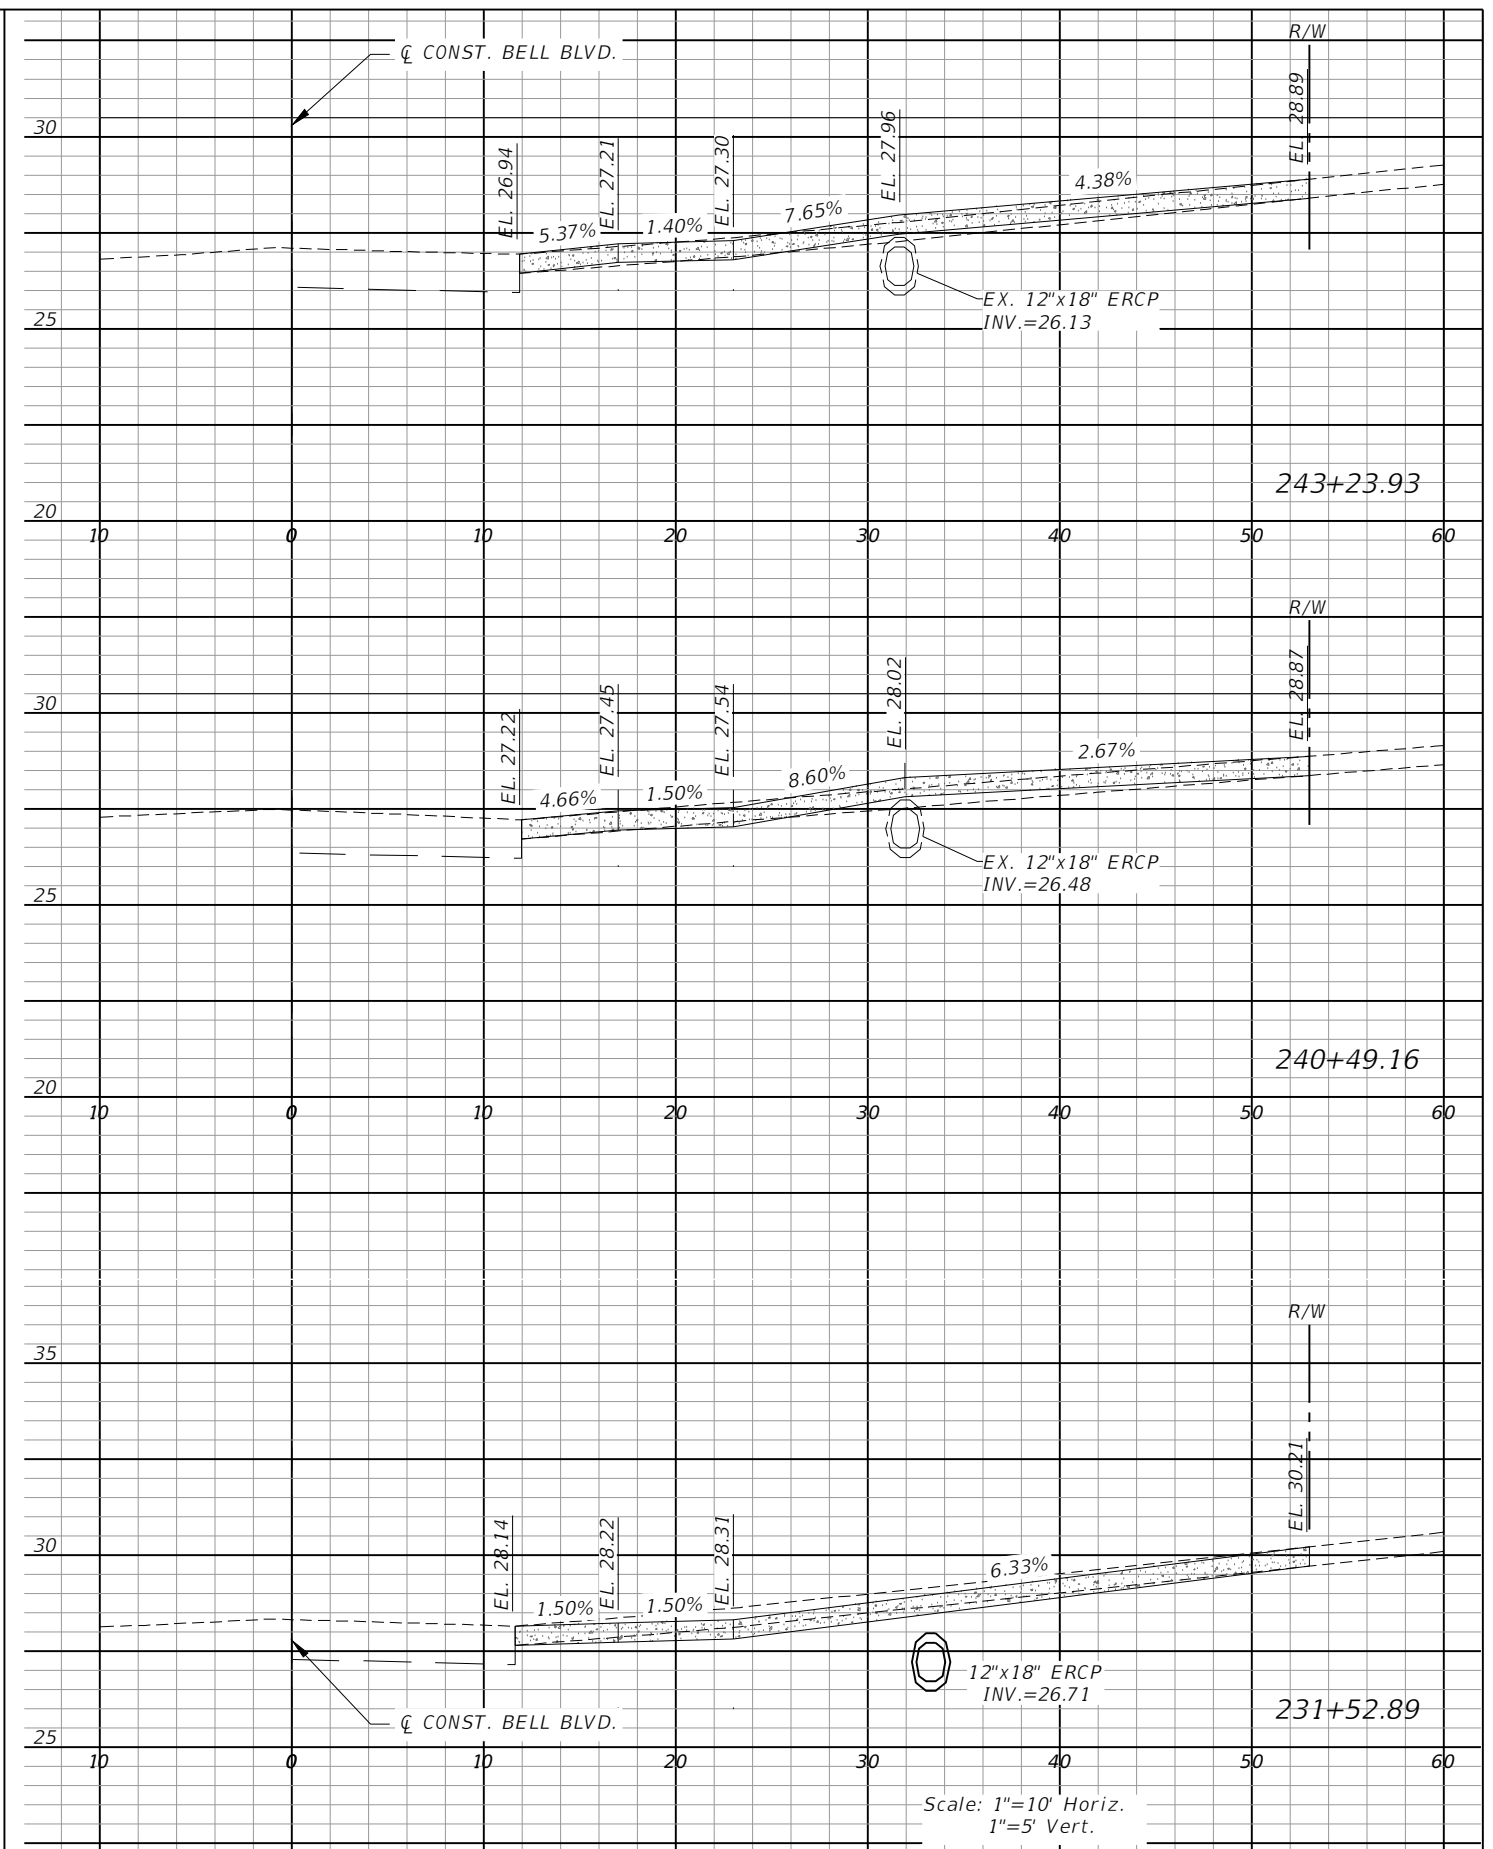 R/W
℄ CONST. BELL BLVD.
30
EL. 26.94
EL. 27.21
EL. 27.30
EL. 27.96
EL. 28.89
5.37%
1.40%
7.65%
4.38%
EX. 12"x18" ERCP
INV.=26.13
25
243+23.93
20
10 0 10 20 30 40 50 60
R/W
30
EL. 27.22
EL. 27.45
EL. 27.54
EL. 28.02
EL. 28.87
4.66%
1.50%
8.60%
2.67%
EX. 12"x18" ERCP
INV.=26.48
25
240+49.16
20
10 0 10 20 30 40 50 60
R/W
35
30
EL. 28.14
EL. 28.22
EL. 28.31
EL. 30.21
1.50%
1.50%
6.33%
12"x18" ERCP
INV.=26.71
℄ CONST. BELL BLVD.
231+52.89
25
10 0 10 20 30 40 50 60
Scale: 1"=10' Horiz.
1"=5' Vert.